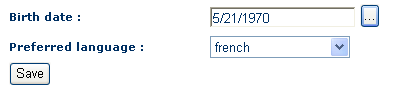 Birth date : 5/21/1970 ...
Preferred language : french
Save